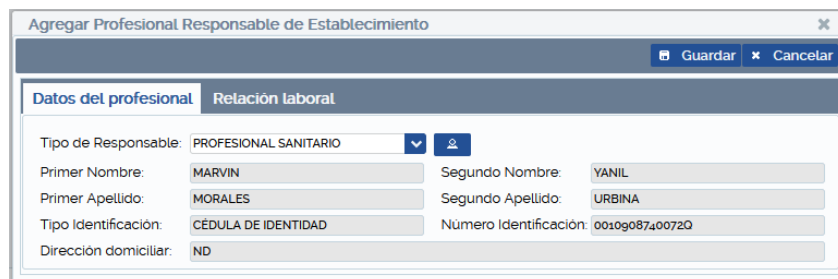 Agregar Profesional Responsable de Establecimiento
Guardar Cancelar
Datos del profesional Relación laboral
Tipo de Responsable: PROFESIONAL SANITARIO
Primer Nombre: MARVIN Segundo Nombre: YANIL
Primer Apellido: MORALES Segundo Apellido: URBINA
Tipo Identificación: CÉDULA DE IDENTIDAD Número Identificación: 0010908740072Q
Dirección domiciliar: ND